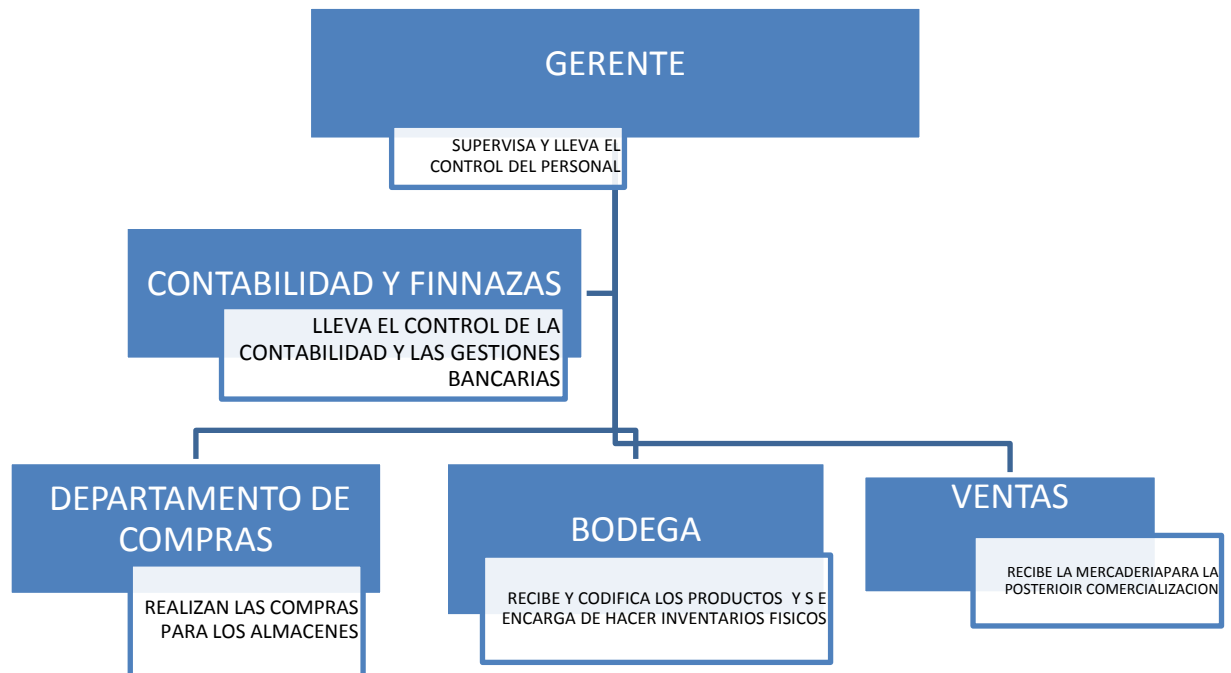 GERENTE
SUPERVISA Y LLEVA EL
CONTROL DEL PERSONAL
CONTABILIDAD Y FINNAZAS
LLEVA EL CONTROL DE LA
CONTABILIDAD Y LAS GESTIONES
BANCARIAS
DEPARTAMENTO DE
COMPRAS
REALIZAN LAS COMPRAS
PARA LOS ALMACENES
BODEGA
RECIBE Y CODIFICA LOS PRODUCTOS Y S E
ENCARGA DE HACER INVENTARIOS FISICOS
VENTAS
RECIBE LA MERCADERIAPARA LA
POSTERIOIR COMERCIALIZACION